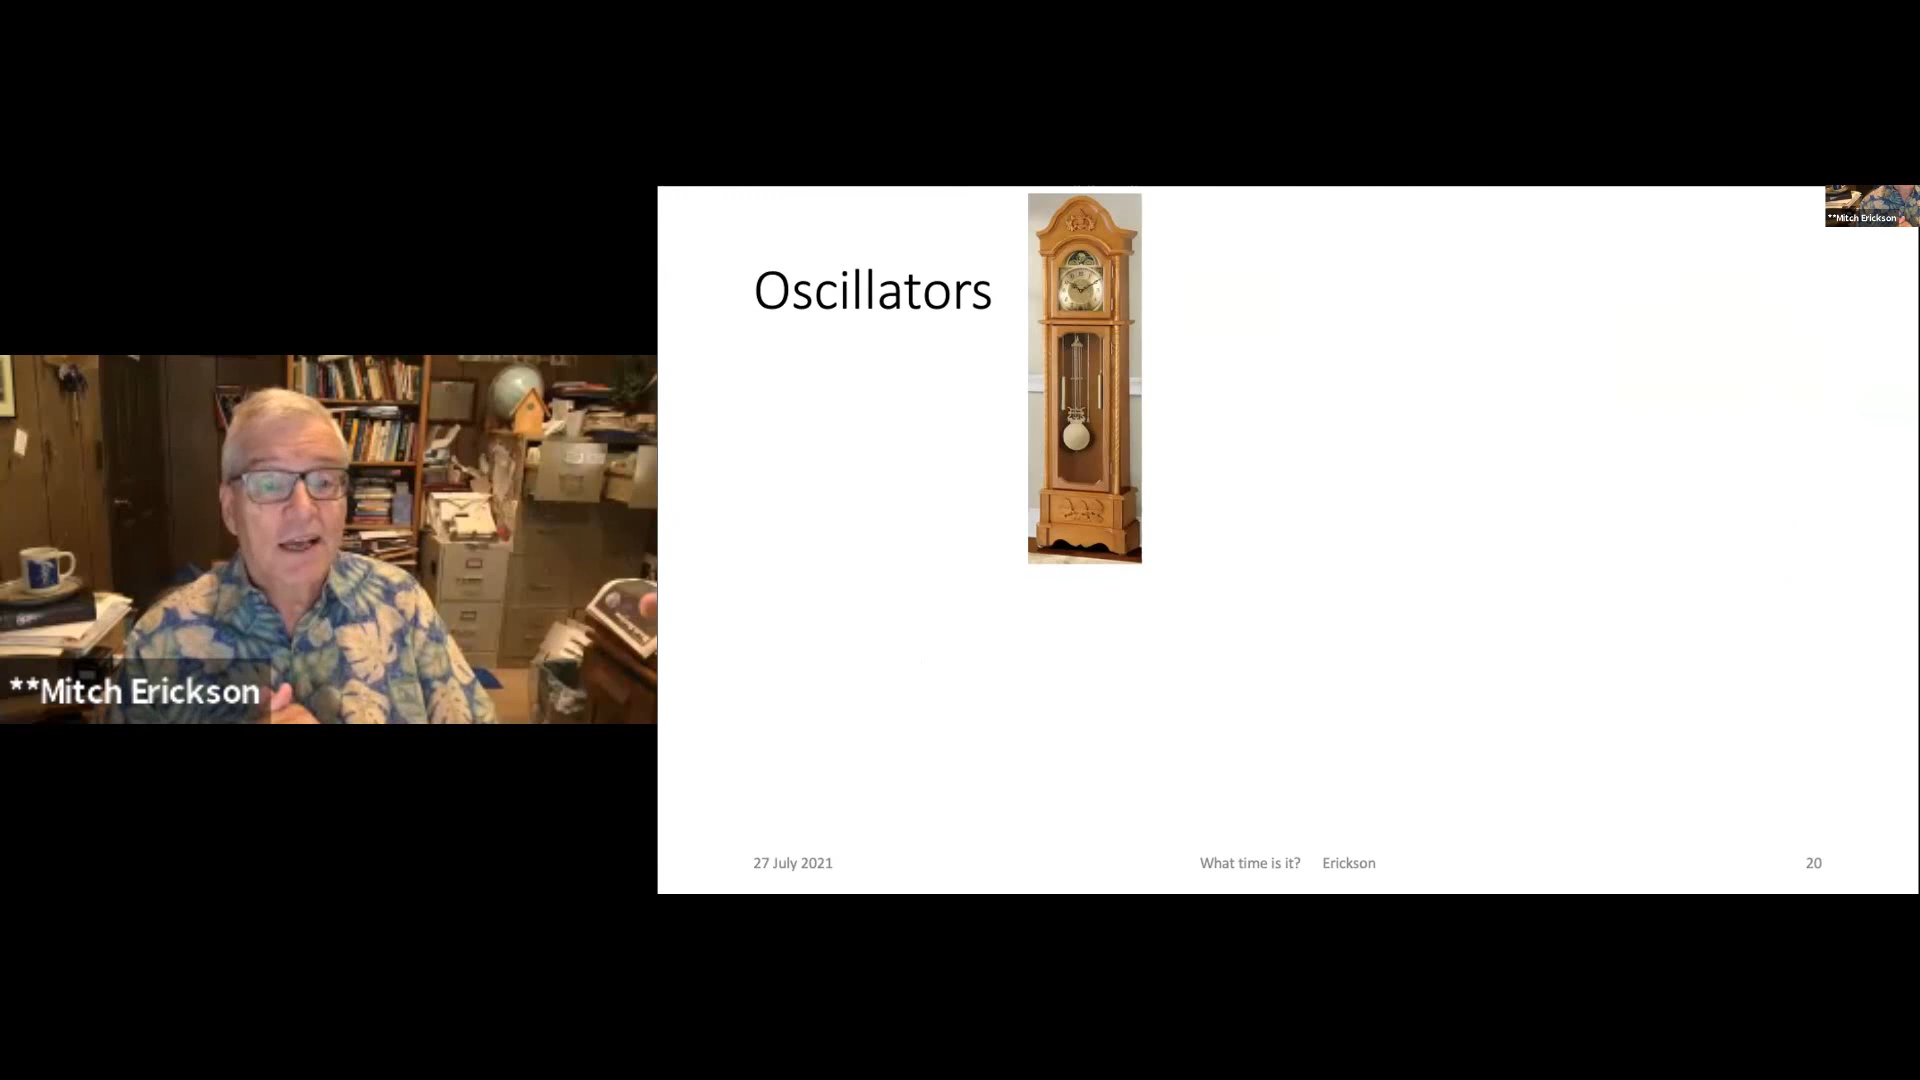 Oscillators
**Mitch Erickson
**Mitch Erickson
27 July 2021
What time is it? Erickson
20